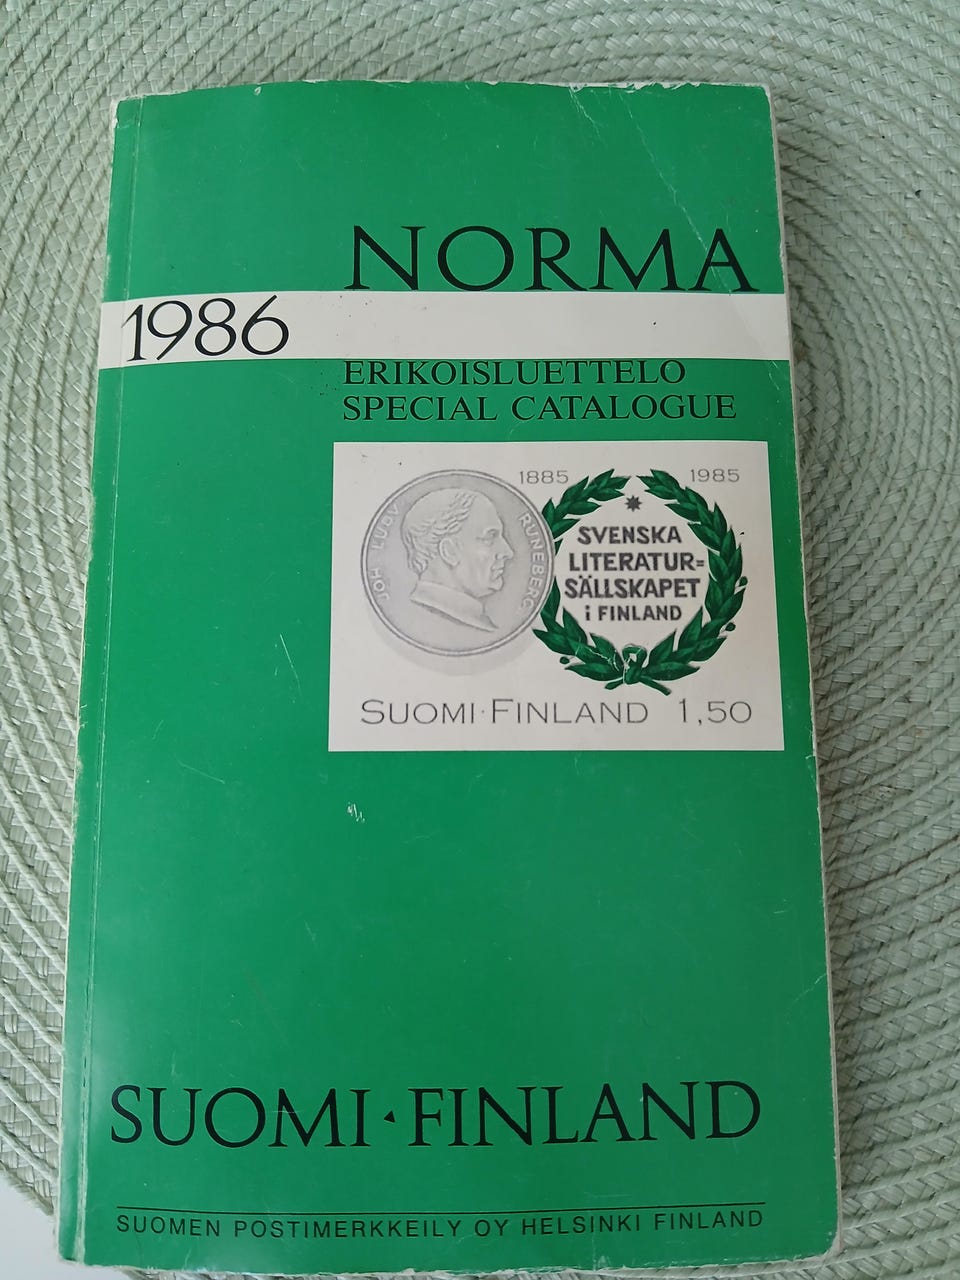 NORMA
1986
ERIKOISLUETTELO
SPECIAL CATALOGUE
1885 1985
JOH LUDV RUNEBERG
SVENSKA
LITERATUR=
SÄLLSKAPET
i FINLAND
SUOMI·FINLAND 1,50
SUOMI·FINLAND
SUOMEN POSTIMERKKEILY OY HELSINKI FINLAND